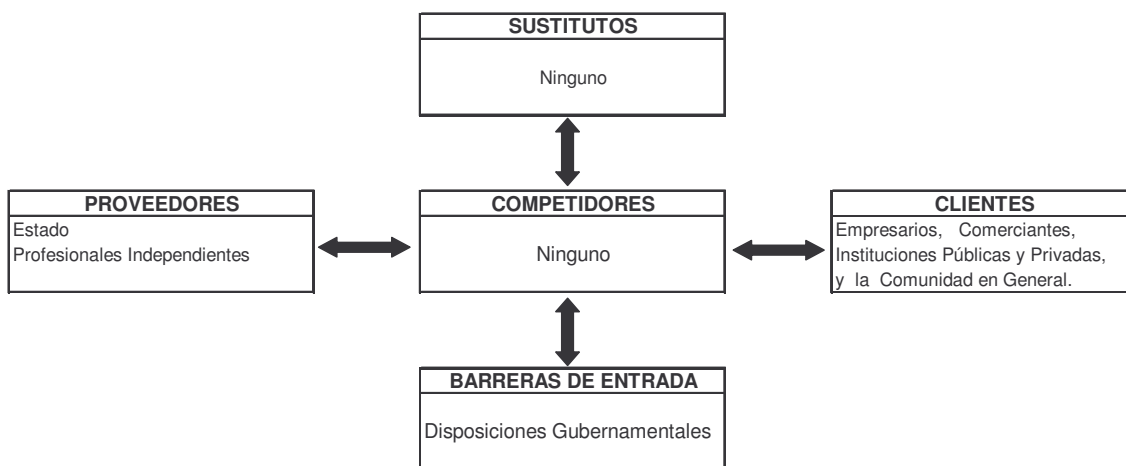 SUSTITUTOS
Ninguno
PROVEEDORES
Estado
Profesionales Independientes
COMPETIDORES
Ninguno
CLIENTES
Empresarios, Comerciantes,
Instituciones Públicas y Privadas,
y la Comunidad en General.
BARRERAS DE ENTRADA
Disposiciones Gubernamentales